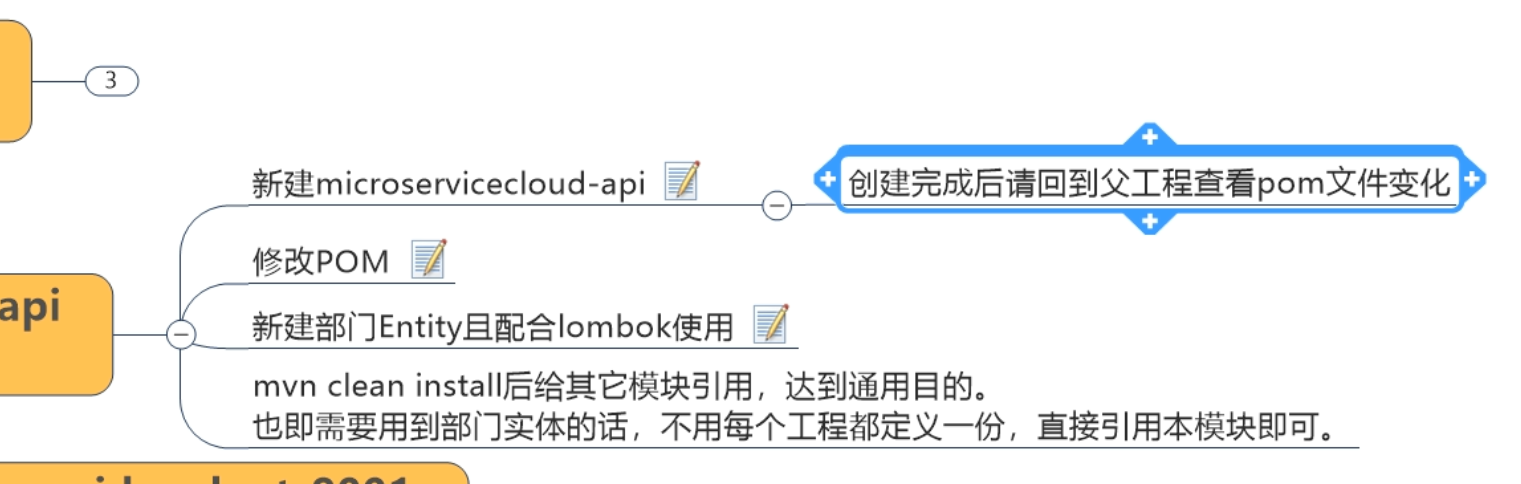 3
新建microservicecloud-api
创建完成后请回到父工程查看pom文件变化
修改POM
api
新建部门Entity且配合lombok使用
mvn clean install后给其它模块引用，达到通用目的。
也即需要用到部门实体的话，不用每个工程都定义一份，直接引用本模块即可。